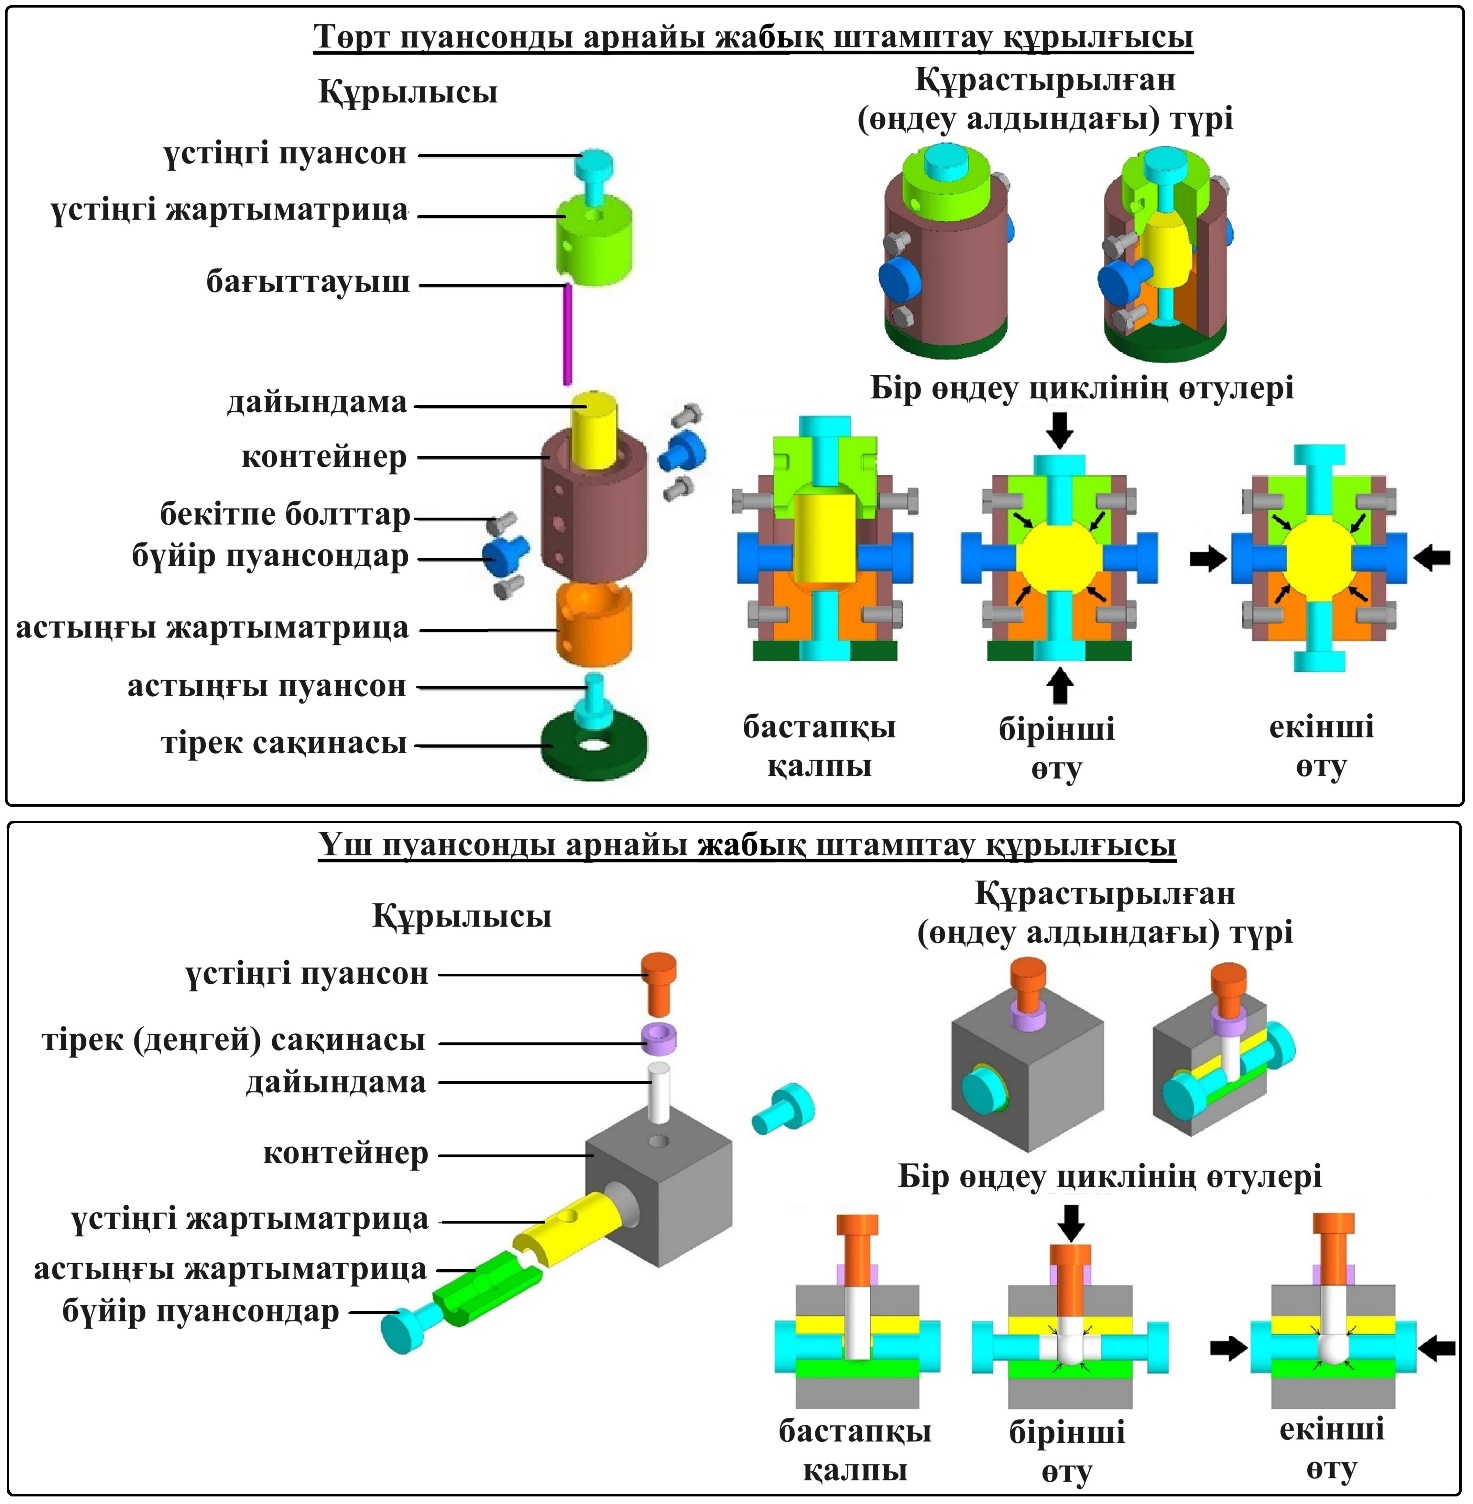 Төрт пуансонды арнайы жабық штамптау құрылғысы
Құрылысы
үстіңгі пуансон
үстіңгі жартыматрица
бағыттауыш
дайындама
контейнер
бекітпе болттар
бүйір пуансондар
астыңғы жартыматрица
астыңғы пуансон
тірек сақинасы
Құрастырылған
(өңдеу алдындағы) түрі
Бір өңдеу циклінің өтулері
бастапқы
қалпы
бірінші
өту
екінші
өту
Үш пуансонды арнайы жабық штамптау құрылғысы
Құрылысы
үстіңгі пуансон
тірек (деңгей) сақинасы
дайындама
контейнер
үстіңгі жартыматрица
астыңғы жартыматрица
бүйір пуансондар
Құрастырылған
(өңдеу алдындағы) түрі
Бір өңдеу циклінің өтулері
бастапқы
қалпы
бірінші
өту
екінші
өту